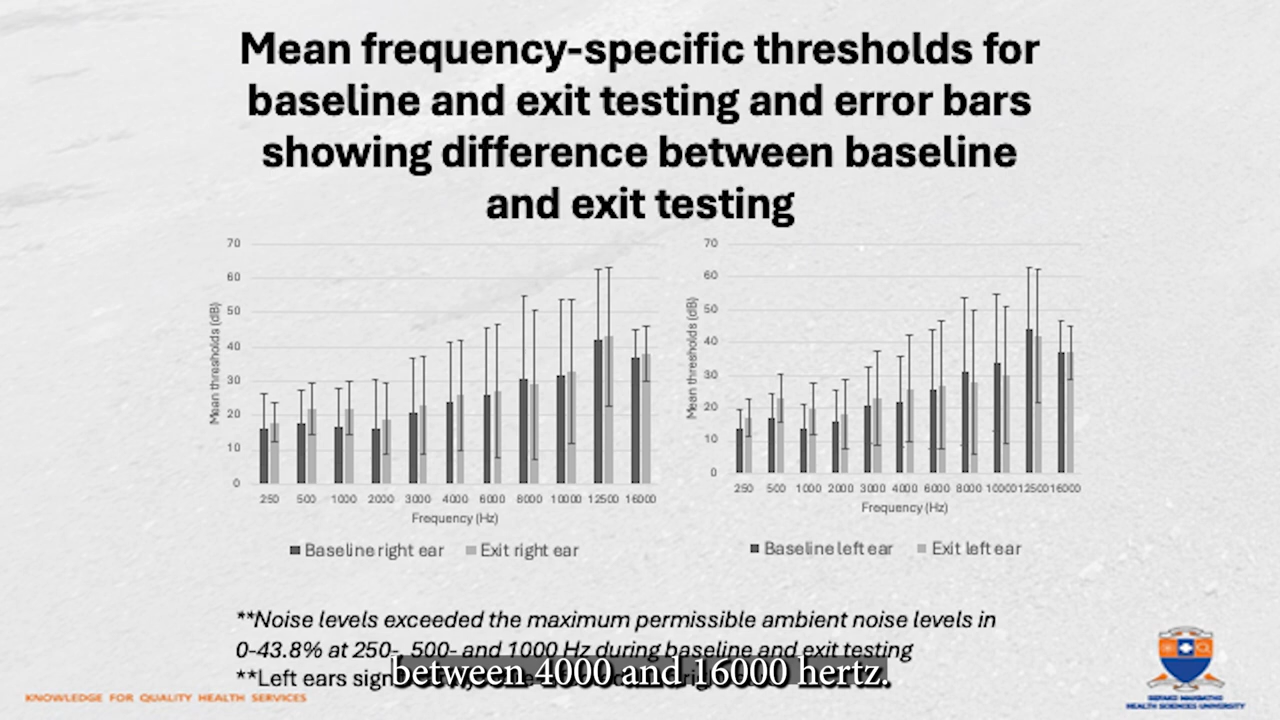 Mean frequency-specific thresholds for
baseline and exit testing and error bars
showing difference between baseline
and exit testing
70
60
50
40
30
20
10
0
Mean thresholds (dB)
250 500 1000 2000 3000 4000 6000 8000 10000 12500 16000
Frequency (Hz)
Baseline right ear Exit right ear
70
60
50
40
30
20
10
0
Mean thresholds (dB)
250 500 1000 2000 3000 4000 6000 8000 10000 12500 16000
Frequency (Hz)
Baseline left ear Exit left ear
**Noise levels exceeded the maximum permissible ambient noise levels in
0-43.8% at 250-, 500- and 1000 Hz during baseline and exit testing
**Left ears
between 4000 and 16000 hertz.
KNOWLEDGE FOR QUALITY HEALTH SERVICES
SEFAKO MAKGATHO
HEALTH SCIENCES UNIVERSITY